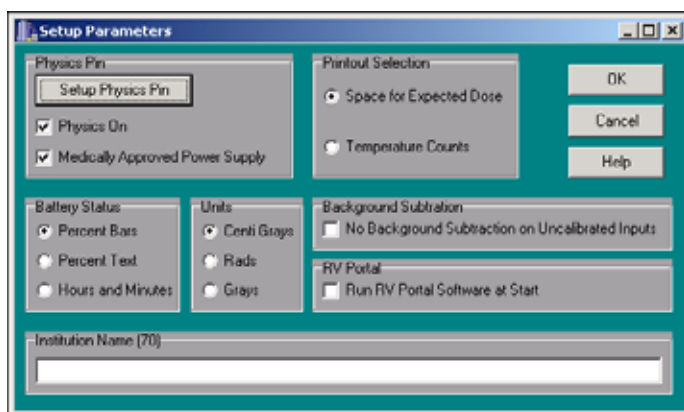 Setup Parameters
Physics Pin
Setup Physics Pin
Physics On
Medically Approved Power Supply
Printout Selection
Space for Expected Dose
Temperature Counts
OK
Cancel
Help
Battery Status
Percent Bars
Percent Text
Hours and Minutes
Units
Centi Grays
Rads
Grays
Background Subtration
No Background Subtraction on Uncalibrated Inputs
RV Portal
Run RV Portal Software at Start
Institution Name (70)